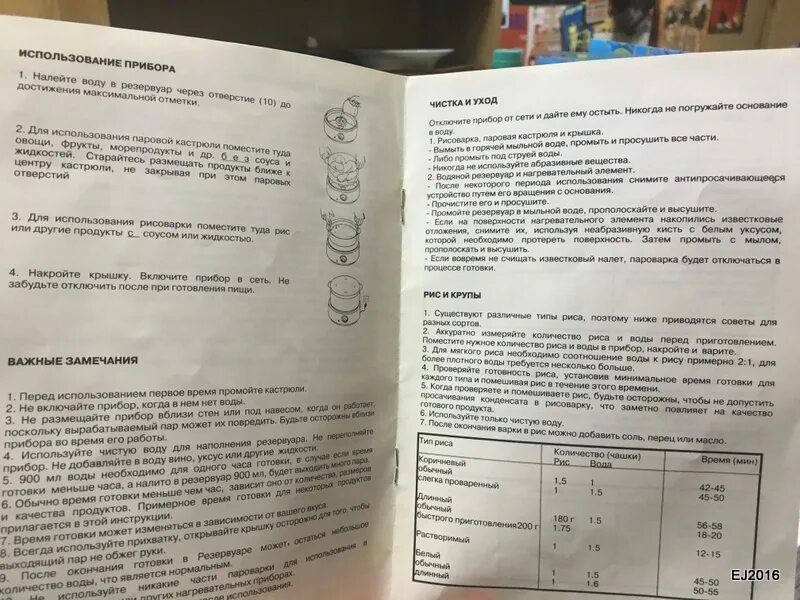 ИСПОЛЬЗОВАНИЕ ПРИБОРА
1. Налейте воду в резервуар через отверстие (10) до
достижения максимальной отметки.
2. Для использования паровой кастрюли поместите туда
овощи, фрукты, морепродукты и др. без соуса и
жидкостей. Старайтесь размещать продукты ближе к
центру кастрюли, не закрывая при этом паровых
отверстий
3. Для использования рисоварки поместите туда рис
или другие продукты с соусом или жидкостью.
4. Накройте крышку. Включите прибор в сеть. Не
забудьте отключить после при готовления пищи.
ВАЖНЫЕ ЗАМЕЧАНИЯ
1. Перед использованием первое время промойте кастрюли.
2. Не включайте прибор, когда в нем нет воды.
3. Не размещайте прибор вблизи стен или под навесом, когда он работает,
поскольку вырабатываемый пар может их повредить. Будьте осторожны вблизи
прибора во время его работы.
4. Используйте чистую воду для наполнения резервуара. Не переполняйте
прибор. Не добавляйте в воду вино, уксус или другие жидкости.
5. 900 мл воды необходимо для одного часа готовки, в случае если время
готовки меньше часа, а налито в резервуар 900 мл, будет выходить много пара.
6. Обычно время готовки меньше чем час, зависит оно от количества, размеров
и качества продуктов. Примерное время готовки для некоторых продуктов
прилагается в этой инструкции.
7. Время готовки может изменяться в зависимости от вашего вкуса.
8. Всегда используйте прихватку, открывайте крышку осторожно для того, чтобы
выходящий пар не обжег руки.
9. После окончания готовки в Резервуаре может остаться небольшое
количество воды, что является нормальным.
Не используйте никакие части пароварки для использования в
или других нагревательных приборах.
ЧИСТКА И УХОД
Отключите прибор от сети и дайте ему остыть. Никогда не погружайте основание
в воду.
1. Рисоварка, паровая кастрюля и крышка.
- Вымыть в горячей мыльной воде, промыть и просушить все части.
- Либо промыть под струей воды.
- Никогда не используйте абразивные вещества.
2. Водяной резервуар и нагревательный элемент.
- После некоторого периода использования снимите антипросачивающееся
устройство путем его вращения с основания.
- Прочистите его и просушите.
- Промойте резервуар в мыльной воде, прополоскайте и высушите.
- Если на поверхности нагревательного элемента накопились известковые
отложения, снимите их, используя неабразивную кисть с белым уксусом,
которой необходимо протереть поверхность. Затем промыть с мылом,
прополоскать и высушить.
- Если вовремя не счищать известковый налет, пароварка будет отключаться в
процессе готовки.
РИС И КРУПЫ
1. Существуют различные типы риса, поэтому ниже приводятся советы для
разных сортов.
2. Аккуратно измеряйте количество риса и воды перед приготовлением.
Поместите нужное количество риса и воды в прибор, накройте и варите.
3. Для мягкого риса необходимо соотношение воды к рису примерно 2:1, для
более плотного воды требуется несколько больше.
4. Проверяйте готовность риса, установив минимальное время готовки для
каждого типа и помешивая рис в течение этого времени.
5. Когда проверяете и помешиваете рис, будьте осторожны, чтобы не допустить
просачивания конденсата в рисоварку, что заметно повлияет на качество
готового продукта.
6. Используйте только чистую воду.
7. После окончания варки в рис можно добавить соль, перец или масло.
Тип риса Количество (чашки) Время (мин)
Рис Вода
Коричневый
обычный 1,5 1 42-45
слегка проваренный 1 1.5 45-50
Длинный
обычный 180 г 1.5 56-58
быстрого приготовления200 г 1.75 18-20
Растворимый 1 1.5 12-15
Белый
обычный 1 1.5 45-50
длинный 1 1.6 50-55
EJ2016